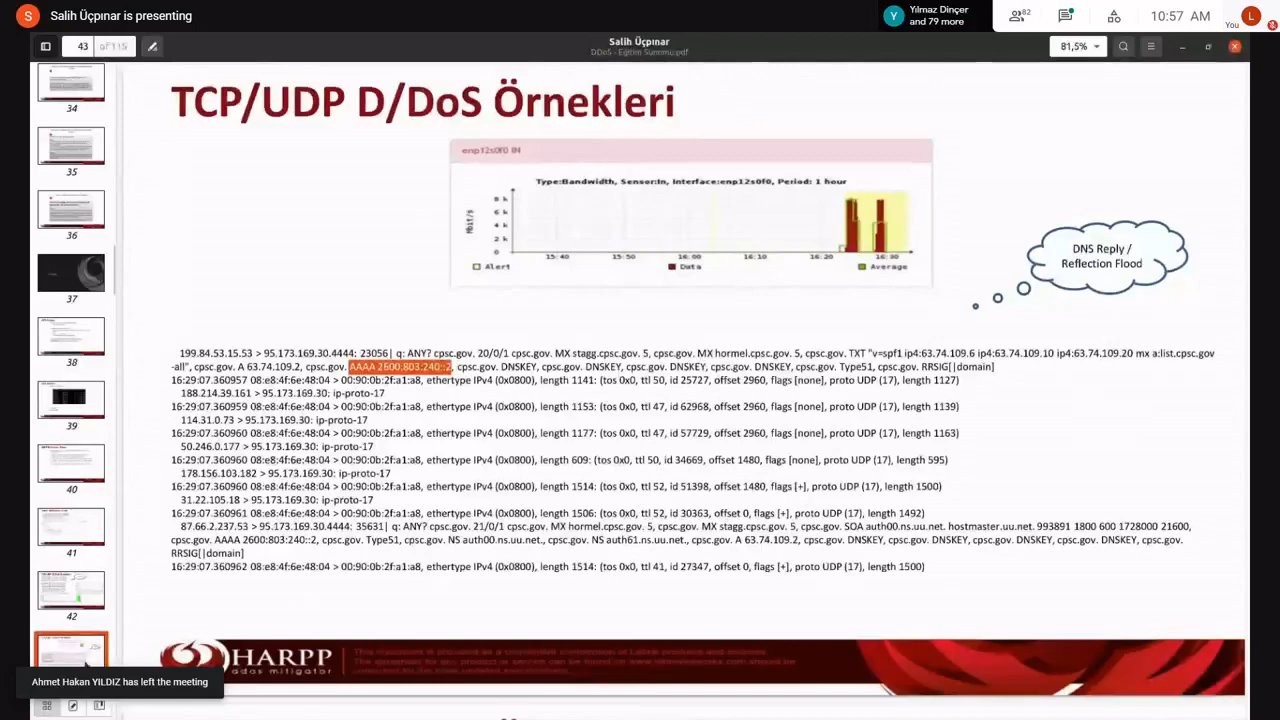 Salih Üçpınar is presenting
Yılmaz Dinçer
and 79 more
82
10:57 AM
L
You
S
Y
43
of 115
Salih Üçpınar
DDoS - Eğitim Sunumu.pdf
81,5%
34
35
36
37
38
39
40
41
42
TCP/UDP D/DoS Örnekleri
enp12s0f0 IN
Type:Bandwidth, Sensor:In, Interface:enp12s0f0, Period: 1 hour
Mbit/s
8 k
6 k
4 k
2 k
0
15:40 15:50 16:00 16:10 16:20 16:30
Alert Data Average
DNS Reply /
Reflection Flood
199.84.53.15.53 > 95.173.169.30.4444: 23056| q: ANY? cpsc.gov. 20/0/1 cpsc.gov. MX stagg.cpsc.gov. 5, cpsc.gov. MX hormel.cpsc.gov. 5, cpsc.gov. TXT "v=spf1 ip4:63.74.109.6 ip4:63.74.109.10 ip4:63.74.109.20 mx a:list.cpsc.gov
-all", cpsc.gov. A 63.74.109.2, cpsc.gov. AAAA 2600:803:240::2, cpsc.gov. DNSKEY, cpsc.gov. DNSKEY, cpsc.gov. DNSKEY, cpsc.gov. DNSKEY, cpsc.gov. Type51, cpsc.gov. RRSIG[|domain]
16:29:07.360957 08:e8:4f:6e:48:04 > 00:90:0b:2f:a1:a8, ethertype IPv4 (0x0800), length 1141: (tos 0x0, ttl 50, id 25727, offset 2960, flags [none], proto UDP (17), length 1127)
188.214.39.161 > 95.173.169.30: ip-proto-17
16:29:07.360959 08:e8:4f:6e:48:04 > 00:90:0b:2f:a1:a8, ethertype IPv4 (0x0800), length 1153: (tos 0x0, ttl 47, id 62968, offset 2960, flags [none], proto UDP (17), length 1139)
114.31.0.73 > 95.173.169.30: ip-proto-17
16:29:07.360960 08:e8:4f:6e:48:04 > 00:90:0b:2f:a1:a8, ethertype IPv4 (0x0800), length 1177: (tos 0x0, ttl 47, id 57729, offset 2960, flags [none], proto UDP (17), length 1163)
50.246.0.177 > 95.173.169.30: ip-proto-17
16:29:07.360960 08:e8:4f:6e:48:04 > 00:90:0b:2f:a1:a8, ethertype IPv4 (0x0800), length 609: (tos 0x0, ttl 50, id 34669, offset 1480, flags [none], proto UDP (17), length 595)
178.156.103.182 > 95.173.169.30: ip-proto-17
16:29:07.360960 08:e8:4f:6e:48:04 > 00:90:0b:2f:a1:a8, ethertype IPv4 (0x0800), length 1514: (tos 0x0, ttl 52, id 51398, offset 1480, flags [+], proto UDP (17), length 1500)
31.22.105.18 > 95.173.169.30: ip-proto-17
16:29:07.360961 08:e8:4f:6e:48:04 > 00:90:0b:2f:a1:a8, ethertype IPv4 (0x0800), length 1506: (tos 0x0, ttl 52, id 30363, offset 0, flags [+], proto UDP (17), length 1492)
87.66.2.237.53 > 95.173.169.30.4444: 35631| q: ANY? cpsc.gov. 21/0/1 cpsc.gov. MX hormel.cpsc.gov. 5, cpsc.gov. MX stagg.cpsc.gov. 5, cpsc.gov. SOA auth00.ns.uu.net. hostmaster.uu.net. 993891 1800 600 1728000 21600,
cpsc.gov. AAAA 2600:803:240::2, cpsc.gov. Type51, cpsc.gov. NS auth00.ns.uu.net., cpsc.gov. NS auth61.ns.uu.net., cpsc.gov. A 63.74.109.2, cpsc.gov. DNSKEY, cpsc.gov. DNSKEY, cpsc.gov. DNSKEY, cpsc.gov. DNSKEY, cpsc.gov.
RRSIG[|domain]
16:29:07.360962 08:e8:4f:6e:48:04 > 00:90:0b:2f:a1:a8, ethertype IPv4 (0x0800), length 1514: (tos 0x0, ttl 41, id 27347, offset 0, flags [+], proto UDP (17), length 1500)
HARPP
ddos mitigator
Ahmet Hakan YILDIZ has left the meeting